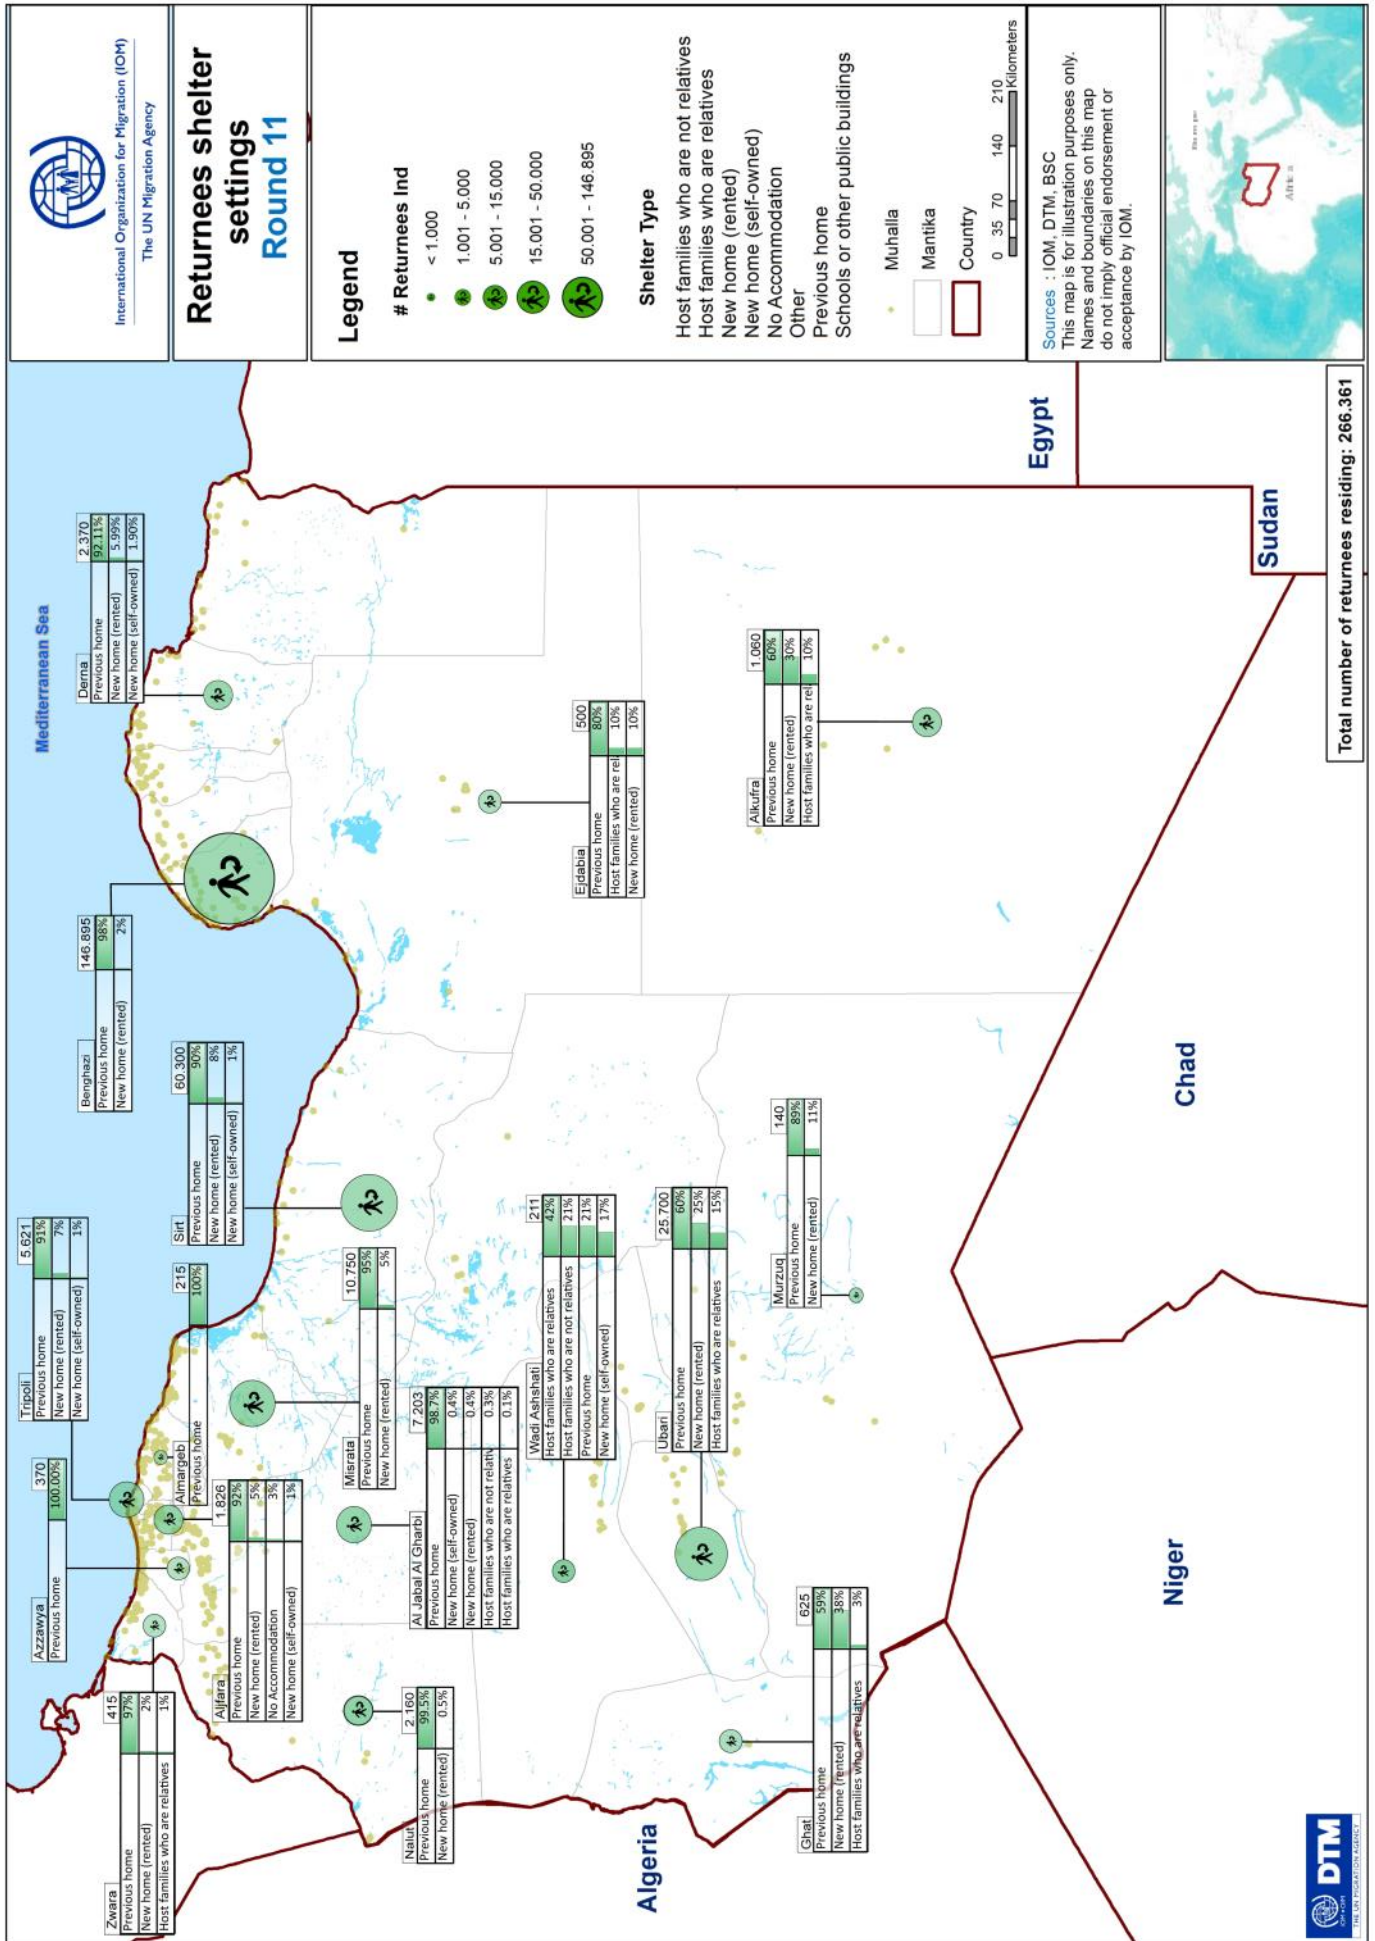 International Organization for Migration (IOM)
The UN Migration Agency
Returnees shelter
settings
Round 11
Legend
# Returnees Ind
< 1.000
1.001 - 5.000
5.001 - 15.000
15.001 - 50.000
50.001 - 146.895
Shelter Type
Host families who are not relatives
Host families who are relatives
New home (rented)
New home (self-owned)
No Accommodation
Other
Previous home
Schools or other public buildings
Muhalla
Mantika
Country
0 35 70 140 210
Kilometers
Sources : IOM, DTM, BSC
This map is for illustration purposes only.
Names and boundaries on this map
do not imply official endorsement or
acceptance by IOM.
Africa
Mediterranean Sea
Zwara 415
Previous home 97%
New home (rented) 2%
Host families who are relatives 1%
Azzawya 370
Previous home 100.00%
Tripoli 5.621
Previous home 91%
New home (rented) 7%
New home (self-owned) 1%
Almargeb 215
Previous home 100%
Sirt 60.300
Previous home 90%
New home (rented) 8%
New home (self-owned) 1%
Benghazi 146.895
Previous home 98%
New home (rented) 2%
Derna 2.370
Previous home 92.11%
New home (rented) 5.99%
New home (self-owned) 1.90%
Aljfara 1.826
Previous home 92%
New home (rented) 5%
No Accommodation 3%
New home (self-owned) 1%
Misrata 10.750
Previous home 95%
New home (rented) 5%
Nalut 2.160
Previous home 99.5%
New home (rented) 0.5%
Al Jabal Al Gharbi 7.203
Previous home 98.7%
New home (self-owned) 0.4%
New home (rented) 0.4%
Host families who are not relativ 0.3%
Host families who are relatives 0.1%
Wadi Ashshati 211
Host families who are relatives 42%
Host families who are not relatives 21%
Previous home 21%
New home (self-owned) 17%
Ejdabia 500
Previous home 80%
Host families who are rel 10%
New home (rented) 10%
Ubari 25.700
Previous home 60%
New home (rented) 25%
Host families who are relatives 15%
Alkufra 1.060
Previous home 60%
New home (rented) 30%
Host families who are rel 10%
Murzuq 140
Previous home 89%
New home (rented) 11%
Ghat 625
Previous home 59%
New home (rented) 38%
Host families who are relatives 3%
Algeria
Niger
Chad
Sudan
Egypt
Total number of returnees residing: 266.361
DTM
THE UN MIGRATION AGENCY